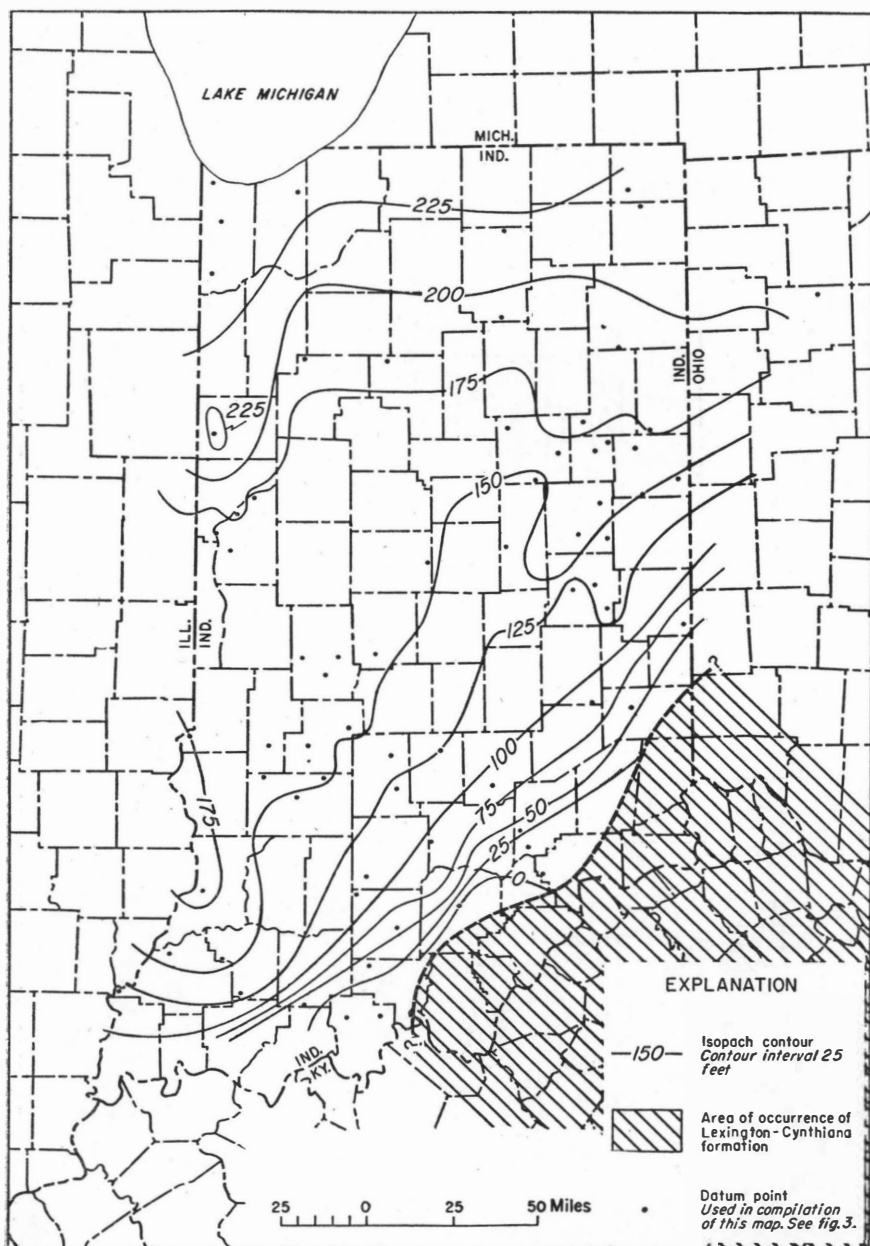 LAKE MICHIGAN
MICH.
IND.
225
200
IND.
OHIO
175
225
150
ILL.
IND.
125
100
175
75
50
25
0
IND.
KY.
EXPLANATION
—150— Isopach contour
Contour interval 25
feet
Area of occurrence of
Lexington-Cynthiana
formation
25 0 25 50 Miles
Datum point
Used in compilation
of this map. See fig. 3.